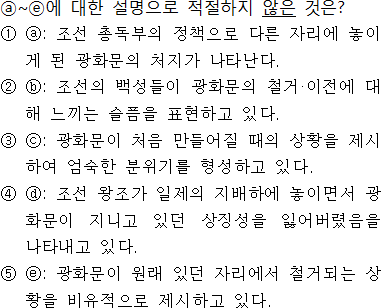 ⓐ~ⓔ에 대한 설명으로 적절하지 않은 것은?
① ⓐ: 조선 총독부의 정책으로 다른 자리에 놓이
게 된 광화문의 처지가 나타난다.
② ⓑ: 조선의 백성들이 광화문의 철거·이전에 대
해 느끼는 슬픔을 표현하고 있다.
③ ⓒ: 광화문이 처음 만들어질 때의 상황을 제시
하여 엄숙한 분위기를 형성하고 있다.
④ ⓓ: 조선 왕조가 일제의 지배하에 놓이면서 광
화문이 지니고 있던 상징성을 잃어버렸음을
나타내고 있다.
⑤ ⓔ: 광화문이 원래 있던 자리에서 철거되는 상
황을 비유적으로 제시하고 있다.